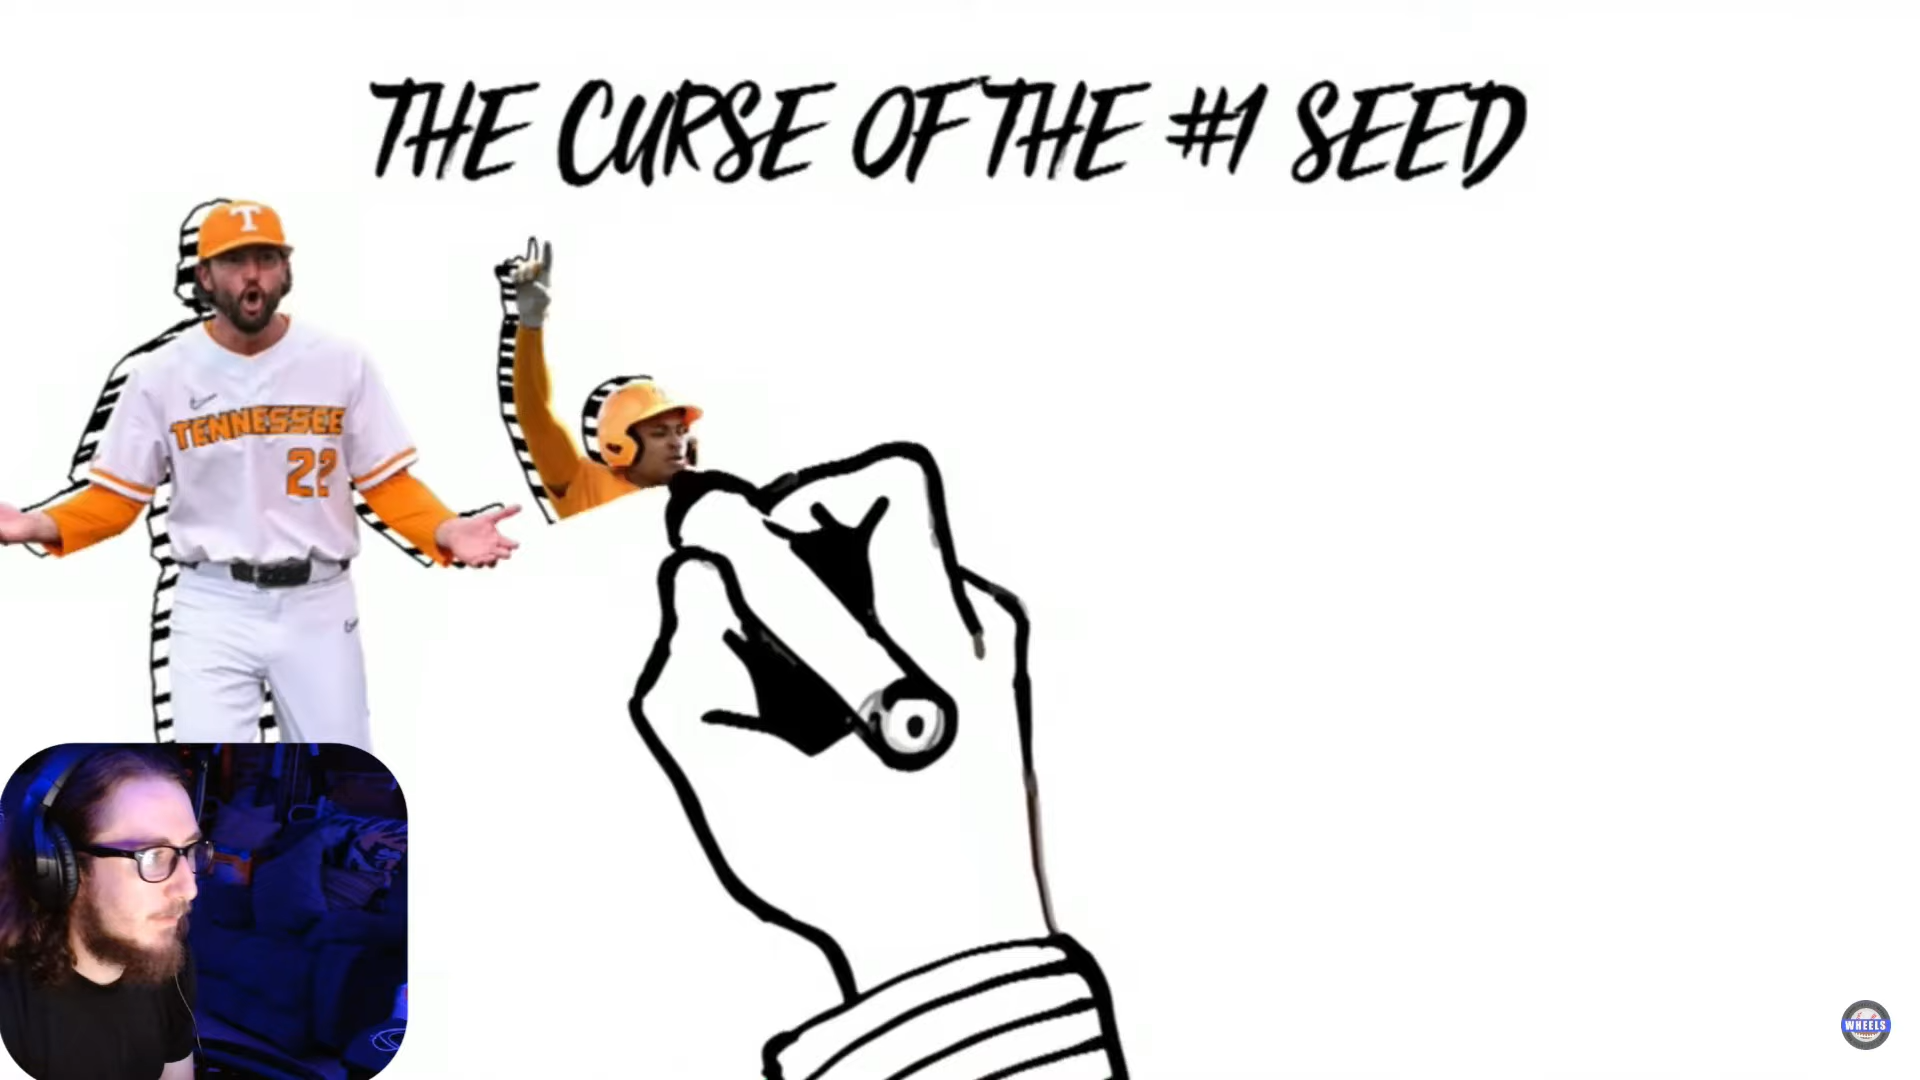 THE CURSE OF THE #1 SEED
T
TENNESSEE
22
WHEELS